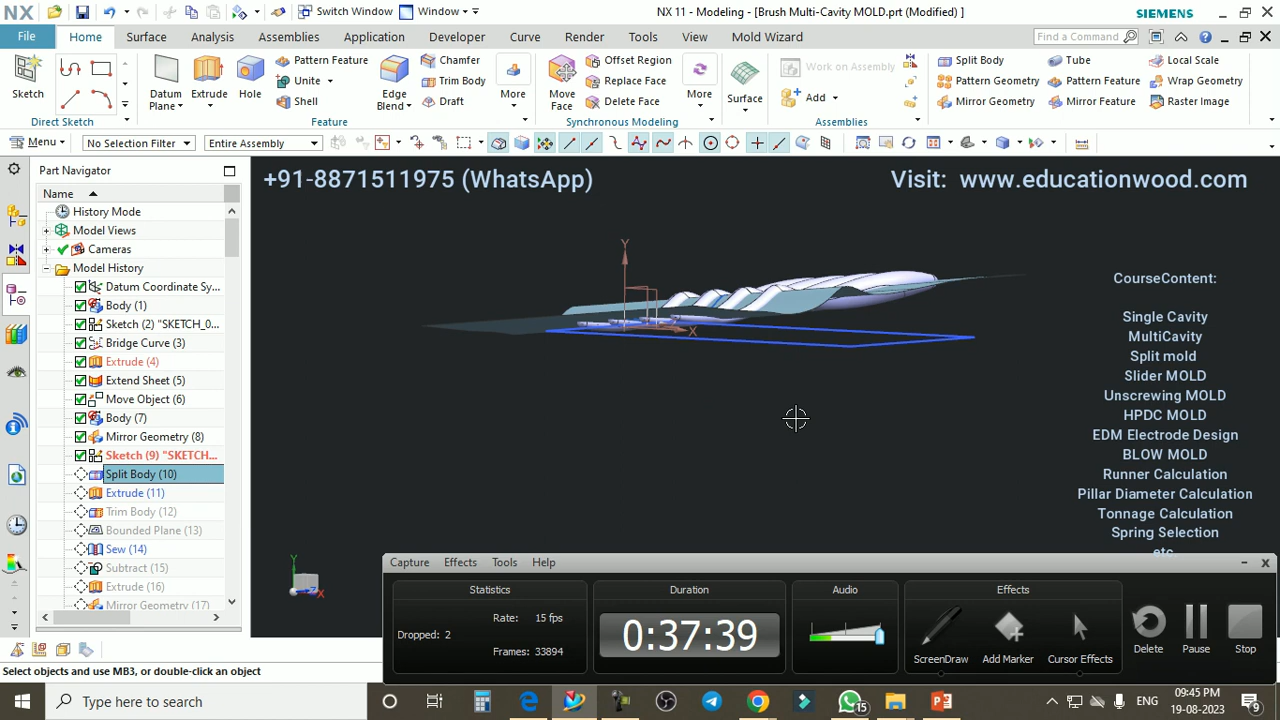 NX
Switch Window
Window
NX 11 - Modeling - [Brush Multi-Cavity MOLD.prt (Modified) ]
SIEMENS
File
Home
Surface
Analysis
Assemblies
Application
Developer
Curve
Render
Tools
View
Mold Wizard
Find a Command
Sketch
Direct Sketch
Datum
Plane
Extrude
Hole
Pattern Feature
Unite
Shell
Edge
Blend
Chamfer
Trim Body
Draft
More
Feature
Move
Face
Offset Region
Replace Face
Delete Face
More
Synchronous Modeling
Surface
Work on Assembly
Add
Assemblies
Split Body
Pattern Geometry
Mirror Geometry
Tube
Pattern Feature
Mirror Feature
Local Scale
Wrap Geometry
Raster Image
Menu
No Selection Filter
Entire Assembly
Part Navigator
Name
History Mode
Model Views
Cameras
Model History
Datum Coordinate Sy...
Body (1)
Sketch (2) "SKETCH_0...
Bridge Curve (3)
Extrude (4)
Extend Sheet (5)
Move Object (6)
Body (7)
Mirror Geometry (8)
Sketch (9) "SKETCH...
Split Body (10)
Extrude (11)
Trim Body (12)
Bounded Plane (13)
Sew (14)
Subtract (15)
Extrude (16)
Mirror Geometry (17)
+91-8871511975 (WhatsApp)
Visit: www.educationwood.com
Y
X
Y
X
CourseContent:
Single Cavity
MultiCavity
Split mold
Slider MOLD
Unscrewing MOLD
HPDC MOLD
EDM Electrode Design
BLOW MOLD
Runner Calculation
Pillar Diameter Calculation
Tonnage Calculation
Spring Selection
etc
Capture
Effects
Tools
Help
Statistics
Rate: 15 fps
Dropped: 2
Frames: 33894
Duration
0:37:39
Audio
Effects
ScreenDraw
Add Marker
Cursor Effects
Delete
Pause
Stop
Select objects and use MB3, or double-click an object
Type here to search
15
ENG
09:45 PM
19-08-2023
9